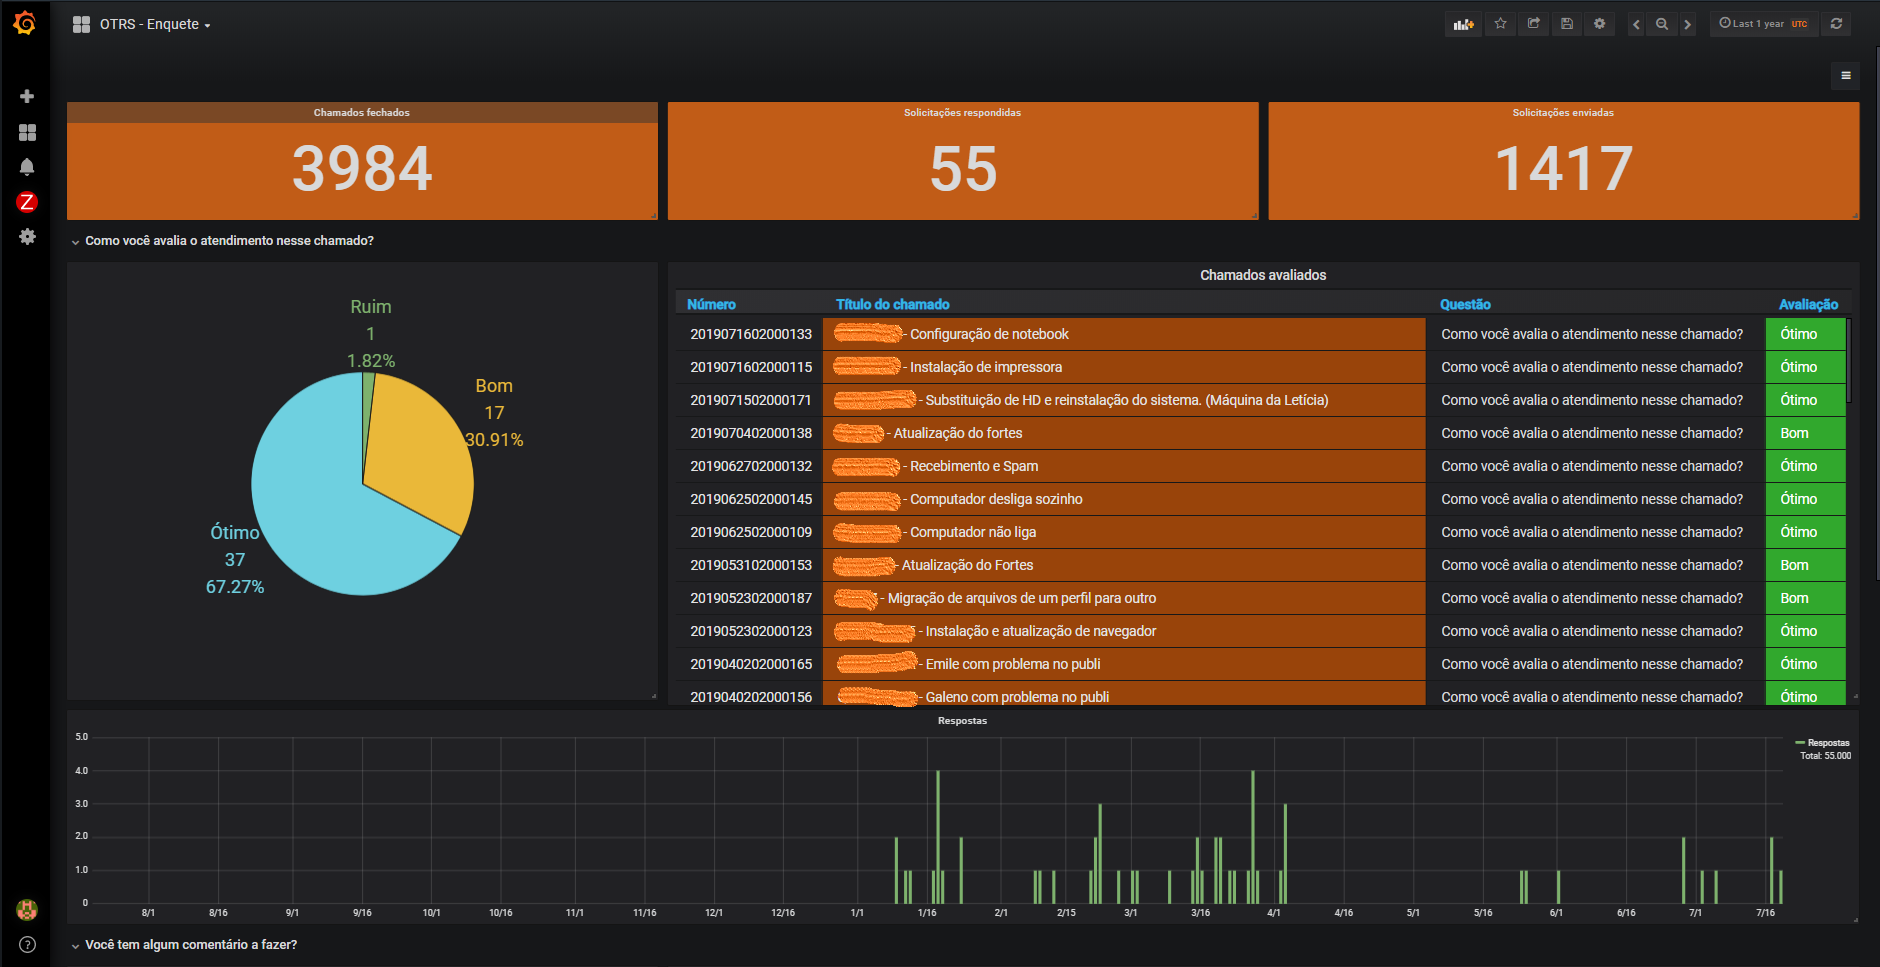 OTRS - Enquete
Last 1 year UTC
Chamados fechados
3984
Solicitações respondidas
55
Solicitações enviadas
1417
Como você avalia o atendimento nesse chamado?
Ruim
1
1.82%
Bom
17
30.91%
Ótimo
37
67.27%
Chamados avaliados
Número Título do chamado Questão Avaliação
2019071602000133 - Configuração de notebook Como você avalia o atendimento nesse chamado? Ótimo
2019071602000115 - Instalação de impressora Como você avalia o atendimento nesse chamado? Ótimo
2019071502000171 - Substituição de HD e reinstalação do sistema. (Máquina da Letícia) Como você avalia o atendimento nesse chamado? Ótimo
2019070402000138 - Atualização do fortes Como você avalia o atendimento nesse chamado? Bom
2019062702000132 - Recebimento e Spam Como você avalia o atendimento nesse chamado? Ótimo
2019062502000145 - Computador desliga sozinho Como você avalia o atendimento nesse chamado? Ótimo
2019062502000109 - Computador não liga Como você avalia o atendimento nesse chamado? Ótimo
2019053102000153 - Atualização do Fortes Como você avalia o atendimento nesse chamado? Bom
2019052302000187 - Migração de arquivos de um perfil para outro Como você avalia o atendimento nesse chamado? Bom
2019052302000123 - Instalação e atualização de navegador Como você avalia o atendimento nesse chamado? Ótimo
2019040202000165 - Emile com problema no publi Como você avalia o atendimento nesse chamado? Ótimo
2019040202000156 - Galeno com problema no publi Como você avalia o atendimento nesse chamado? Ótimo
Respostas
5.0
4.0
3.0
2.0
1.0
0
8/1 8/16 9/1 9/16 10/1 10/16 11/1 11/16 12/1 12/16 1/1 1/16 2/1 2/15 3/1 3/16 4/1 4/16 5/1 5/16 6/1 6/16 7/1 7/16
Respostas
Total: 55.000
Você tem algum comentário a fazer?